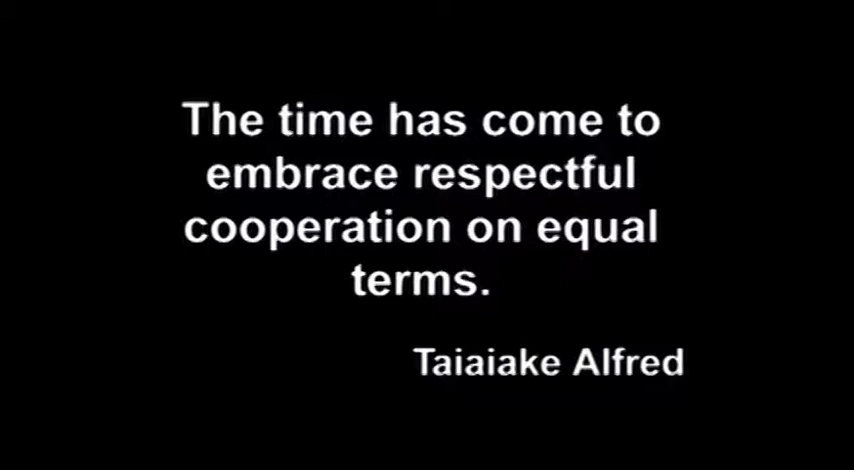 The time has come to
embrace respectful
cooperation on equal
terms.
Taiaiake Alfred